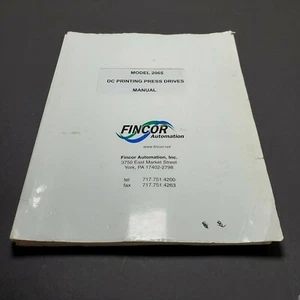 MODEL 2065
DC PRINTING PRESS DRIVES
MANUAL
FINCOR
Automation
www.fincor.net
Fincor Automation, Inc.
3750 East Market Street
York, PA 17402-2798
tel 717.751.4200
fax 717.751.4263